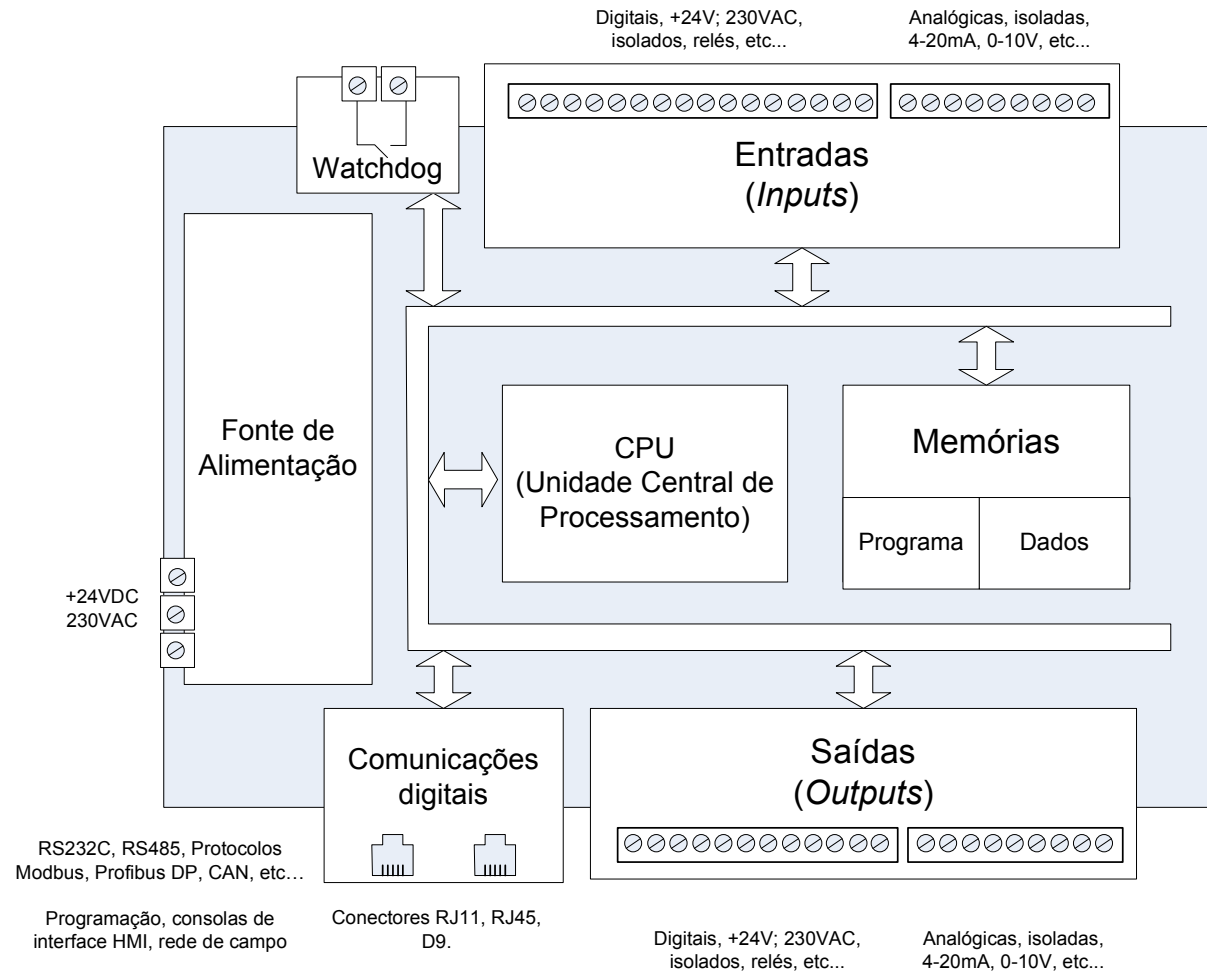 Digitais, +24V; 230VAC,
isolados, relés, etc...
Analógicas, isoladas,
4-20mA, 0-10V, etc...
Watchdog
Entradas
(Inputs)
Fonte de
Alimentação
CPU
(Unidade Central de
Processamento)
Memórias
Programa
Dados
+24VDC
230VAC
Comunicações
digitais
Saídas
(Outputs)
RS232C, RS485, Protocolos
Modbus, Profibus DP, CAN, etc…
Programação, consolas de
interface HMI, rede de campo
Conectores RJ11, RJ45,
D9.
Digitais, +24V; 230VAC,
isolados, relés, etc...
Analógicas, isoladas,
4-20mA, 0-10V, etc...